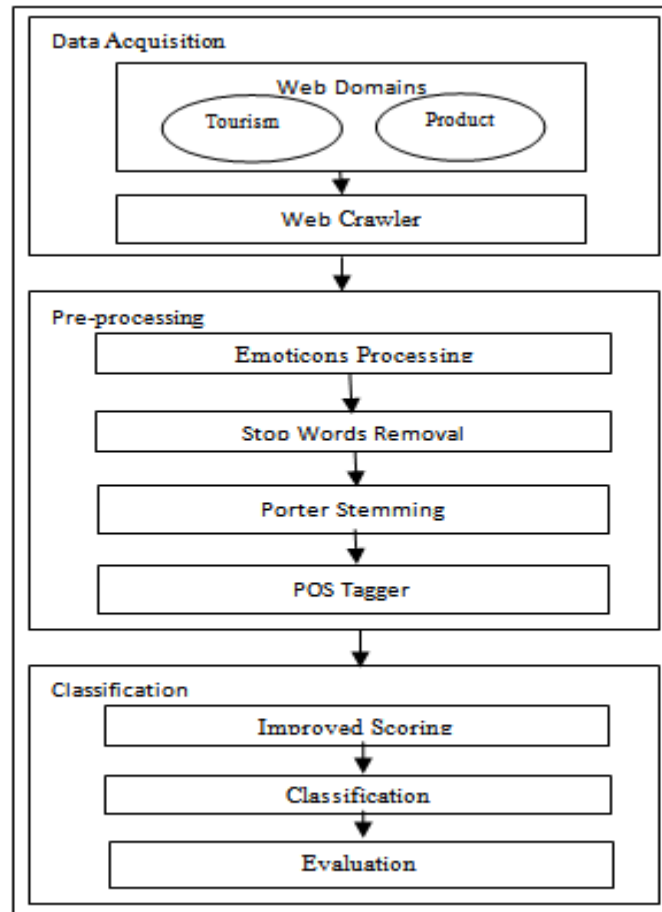 Data Acquisition
Web Domains
Tourism
Product
Web Crawler
Pre-processing
Emoticons Processing
Stop Words Removal
Porter Stemming
POS Tagger
Classification
Improved Scoring
Classification
Evaluation